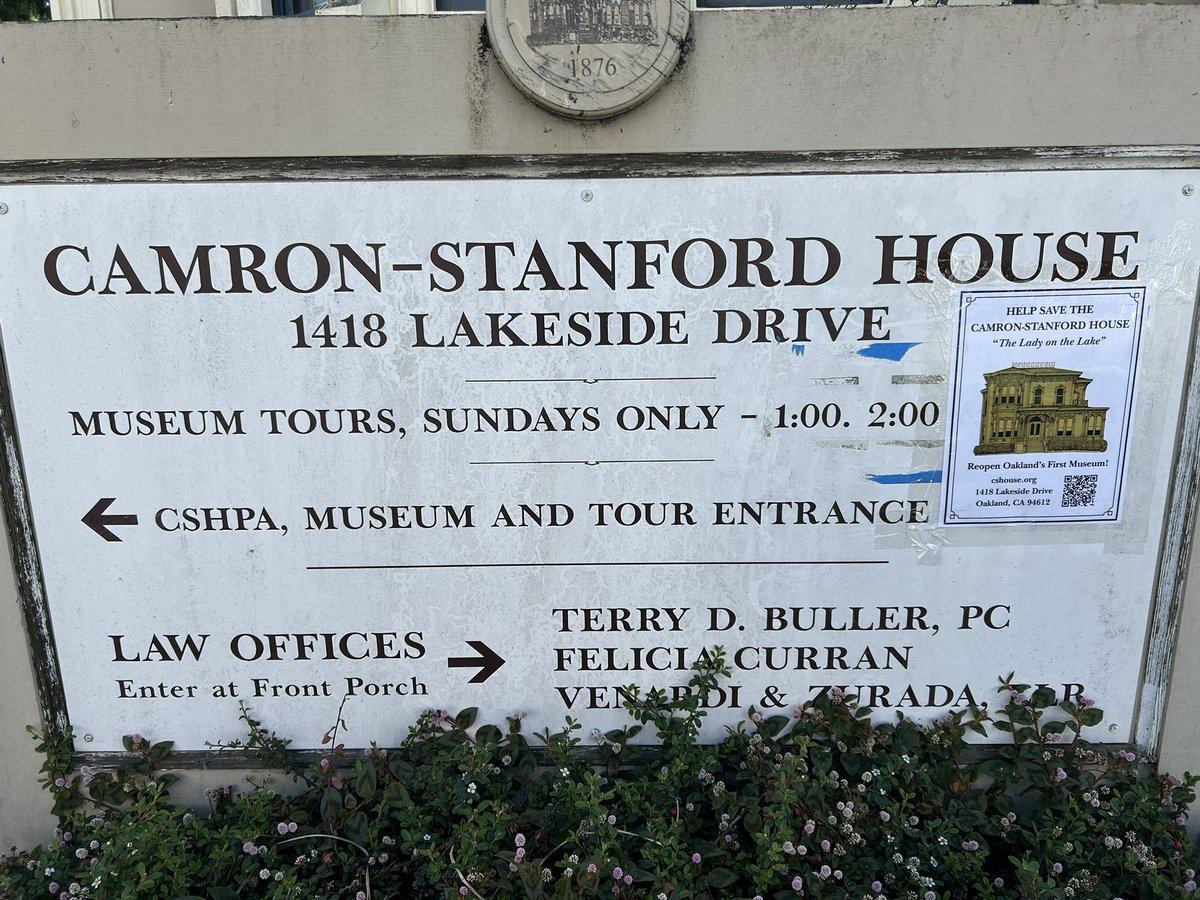 1876
CAMRON-STANFORD HOUSE
1418 LAKESIDE DRIVE
MUSEUM TOURS, SUNDAYS ONLY - 1:00. 2:00
← CSHPA, MUSEUM AND TOUR ENTRANCE
HELP SAVE THE
CAMRON-STANFORD HOUSE
"The Lady on the Lake"
Reopen Oakland's First Museum!
cshouse.org
1418 Lakeside Drive
Oakland, CA 94612
LAW OFFICES →
Enter at Front Porch
TERRY D. BULLER, PC
FELICIA CURRAN
VENARDI & ZURADA,